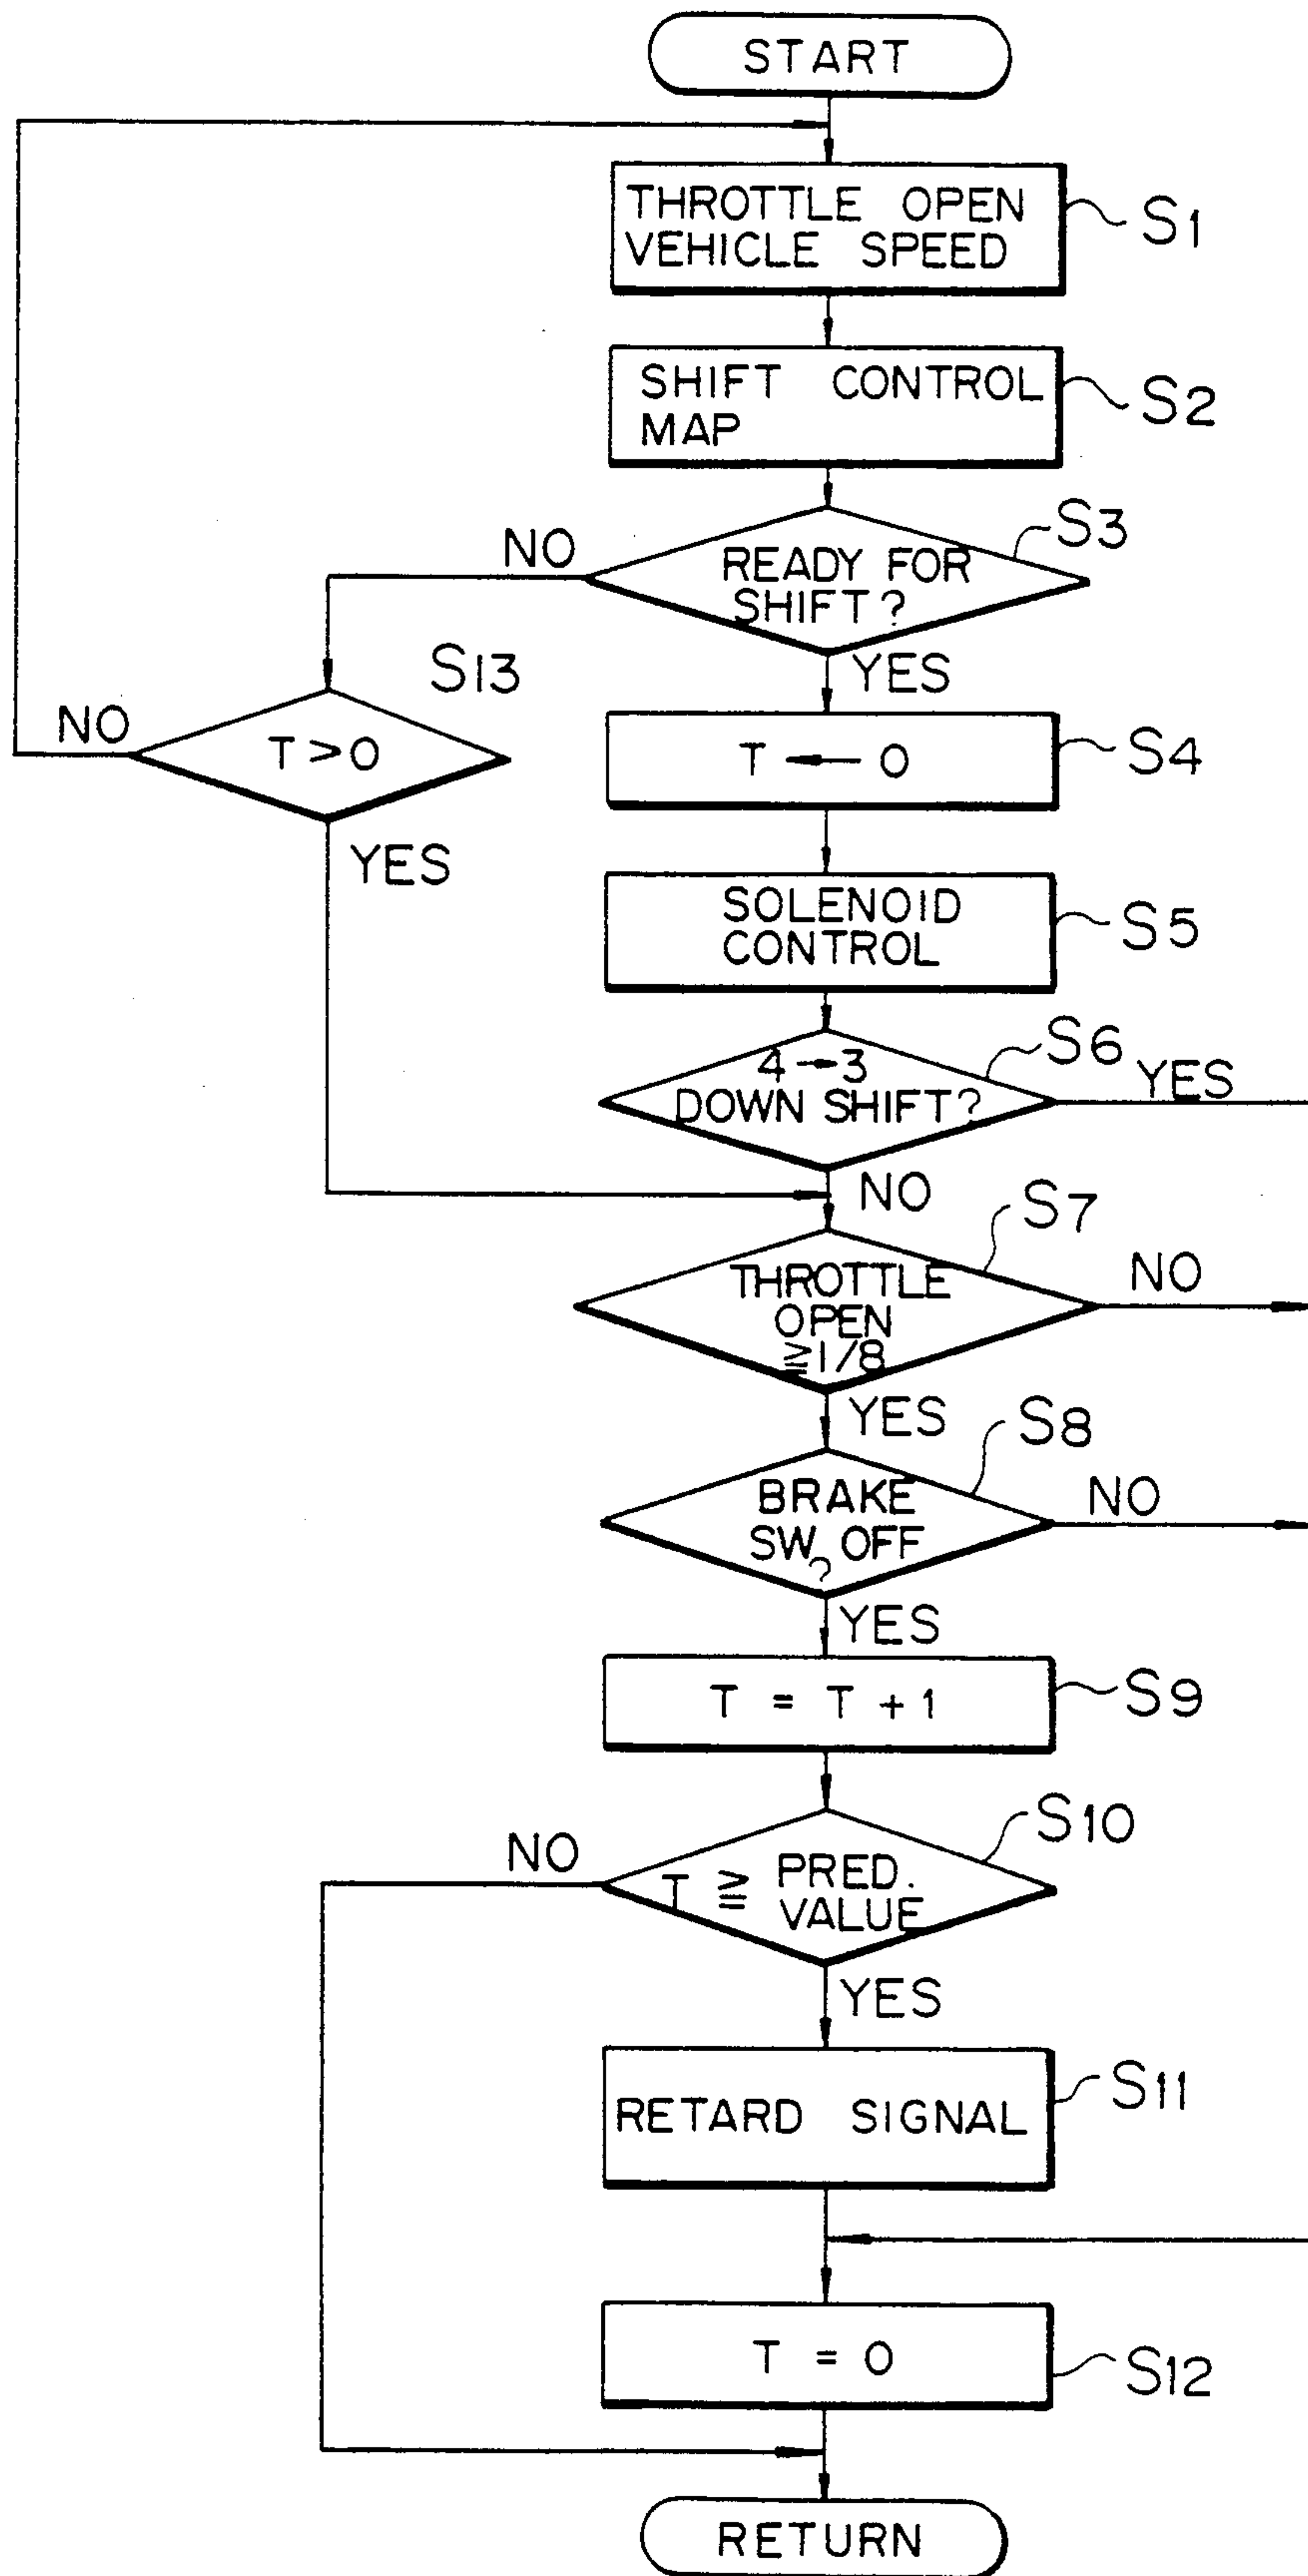 START
THROTTLE OPEN
VEHICLE SPEED
S1
SHIFT CONTROL
MAP
S2
READY FOR
SHIFT?
S3
NO
YES
S13
T > 0
NO
YES
T ← 0
S4
SOLENOID
CONTROL
S5
4 → 3
DOWN SHIFT?
S6
YES
NO
THROTTLE
OPEN
≧ 1/8
S7
NO
YES
BRAKE
SW OFF
?
S8
NO
YES
T = T + 1
S9
T ≧ PRED.
VALUE
S10
NO
YES
RETARD SIGNAL
S11
T = 0
S12
RETURN